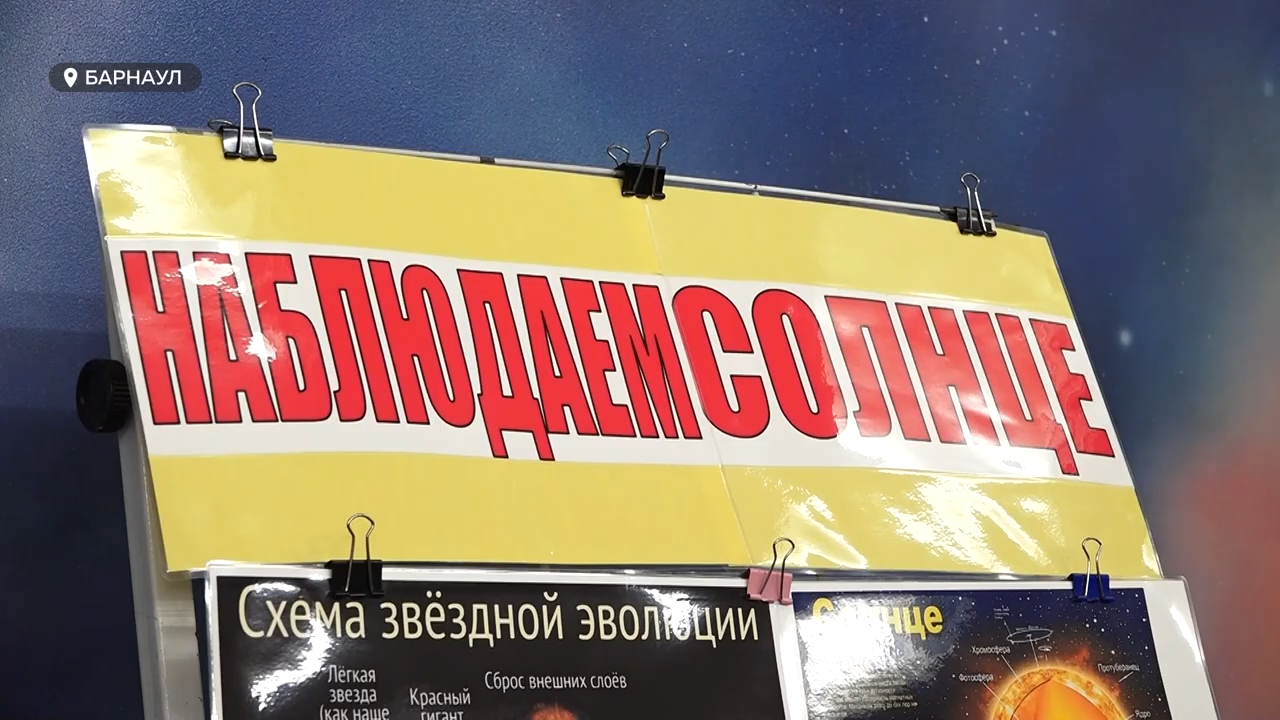 БАРНАУЛ
НАБЛЮДАЕМ СОЛНЦЕ
Схема звёздной эволюции
Солнце
Лёгкая
звезда
(как наше
Красный
гигант
Сброс внешних слоёв
Хромосфера
Фотосфера
Протуберанец
Ядро